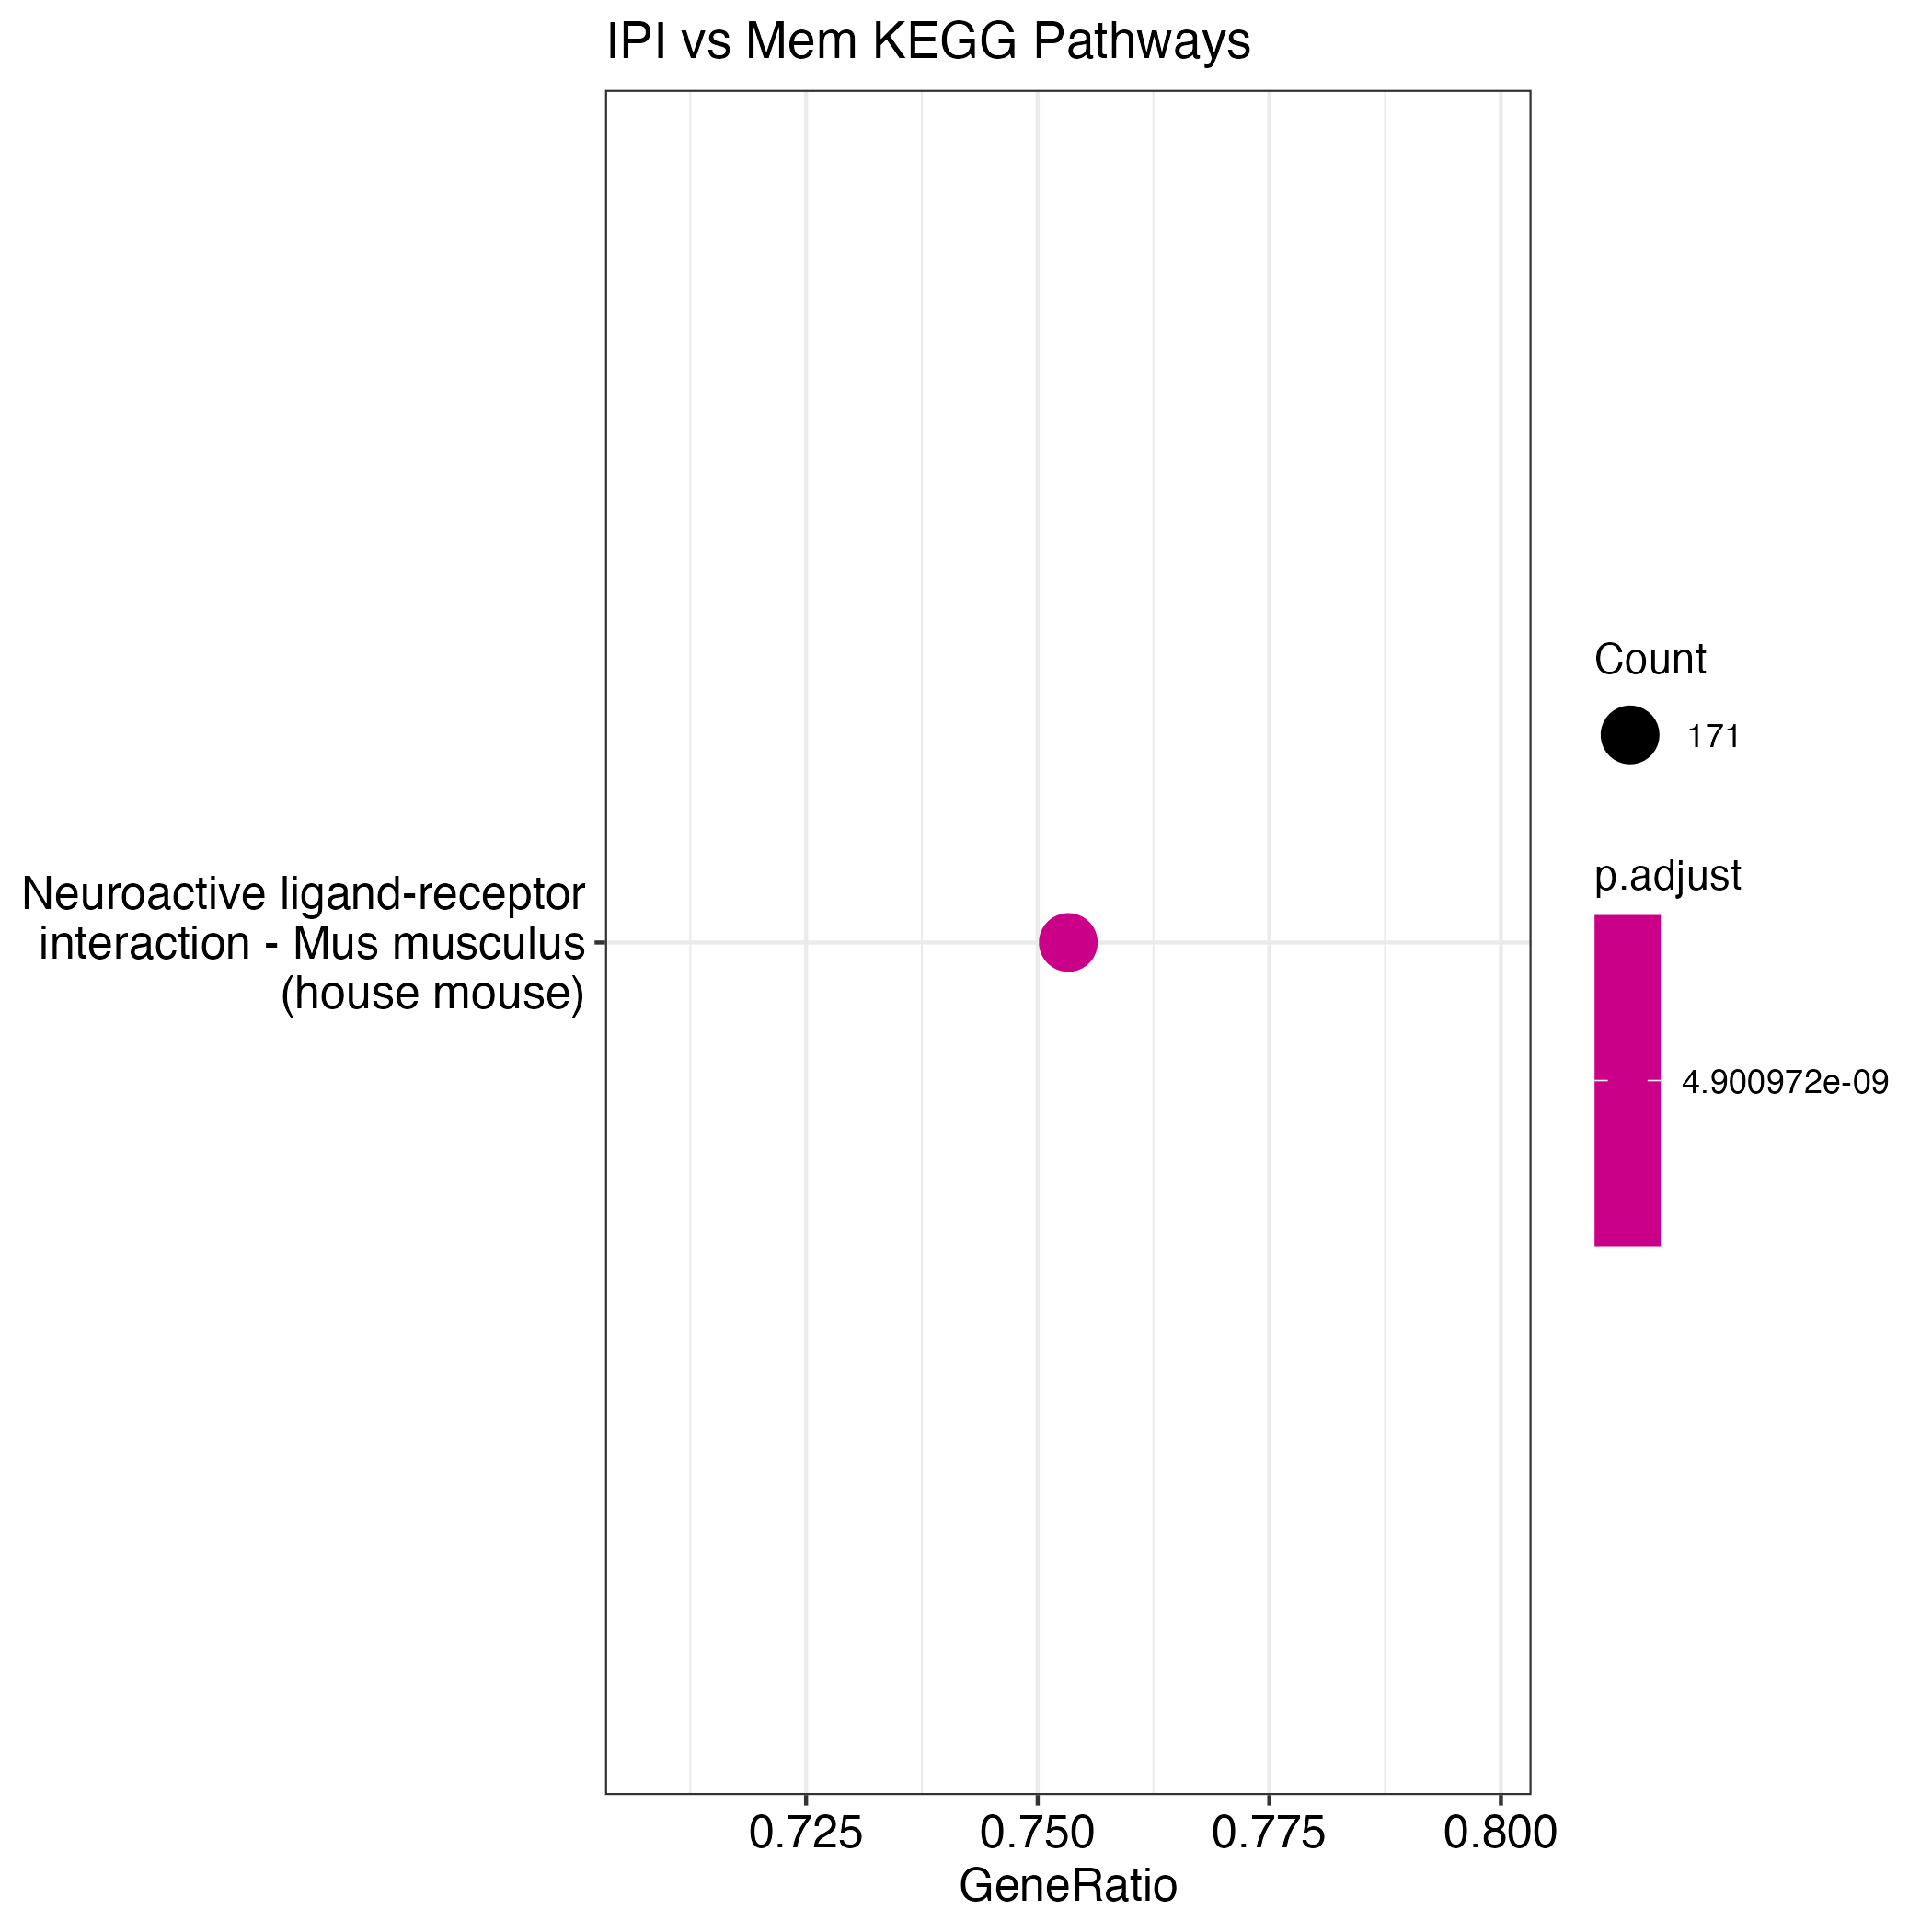 IPI vs Mem KEGG Pathways
Neuroactive ligand-receptor
interaction - Mus musculus
(house mouse)
Count
171
p.adjust
4.900972e-09
0.725 0.750 0.775 0.800
GeneRatio